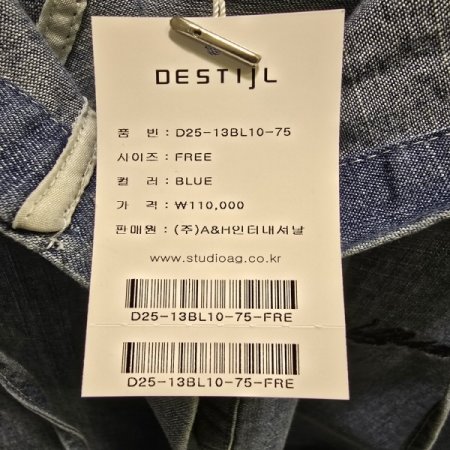 DESTIJL
품 번 : D25-13BL10-75
사이즈 : FREE
컬 러 : BLUE
가 격 : ₩110,000
판매원 : (주)A&H인터내셔날
www.studioag.co.kr
D25-13BL10-75-FRE
D25-13BL10-75-FRE